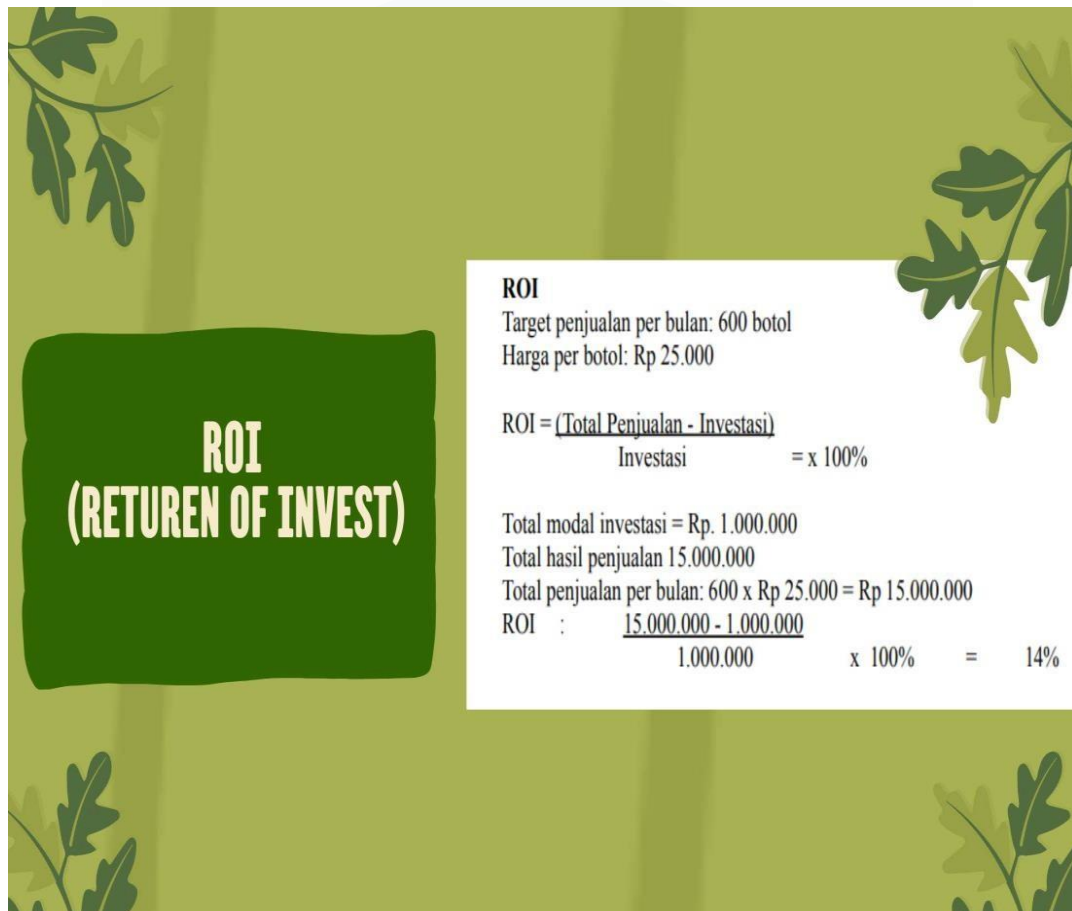 ROI
(RETUREN OF INVEST)
ROI
Target penjualan per bulan: 600 botol
Harga per botol: Rp 25.000
ROI = (Total Penjualan - Investasi)
Investasi = x 100%
Total modal investasi = Rp. 1.000.000
Total hasil penjualan 15.000.000
Total penjualan per bulan: 600 x Rp 25.000 = Rp 15.000.000
ROI : 15.000.000 - 1.000.000
1.000.000 x 100% = 14%